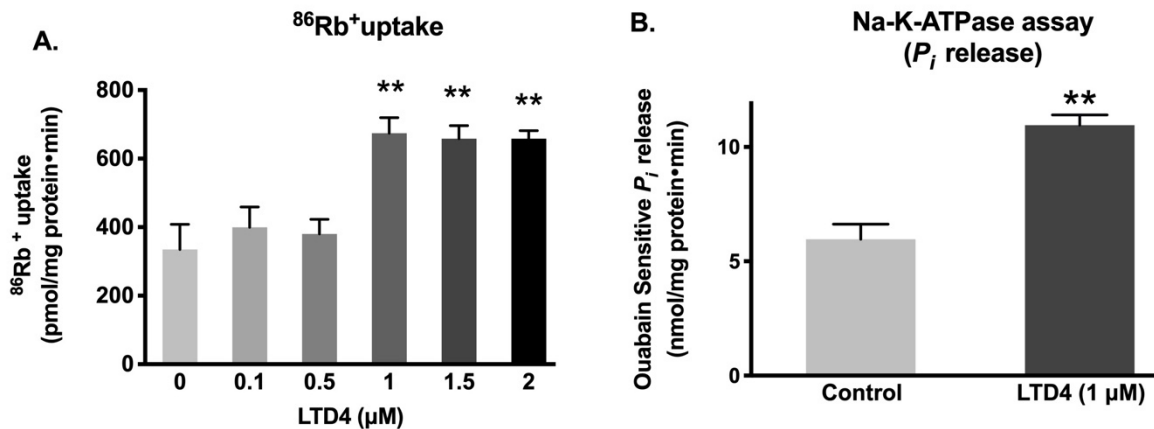 A.
⁸⁶Rb⁺uptake
⁸⁶Rb⁺ uptake
(pmol/mg protein•min)
800
600
400
200
0
**
**
**
0 0.1 0.5 1 1.5 2
LTD4 (µM)
B.
Na-K-ATPase assay
(Pᵢ release)
Ouabain Sensitive Pᵢ release
(nmol/mg protein•min)
10
5
0
**
Control LTD4 (1 µM)